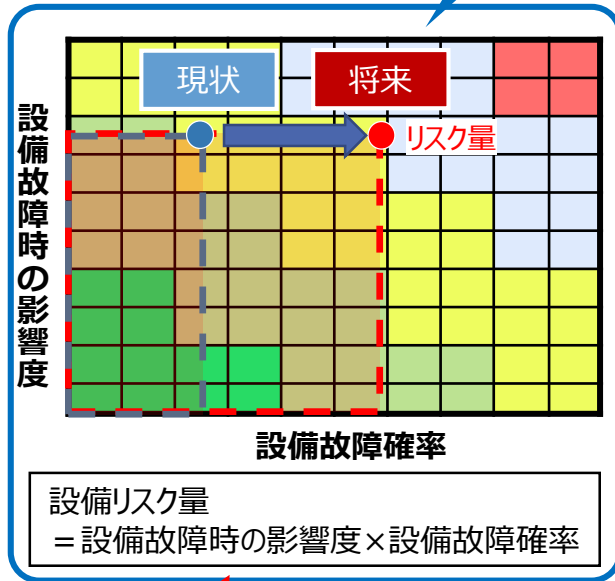 現状
将来
リスク量
設備故障時の影響度
設備故障確率
設備リスク量
＝設備故障時の影響度×設備故障確率